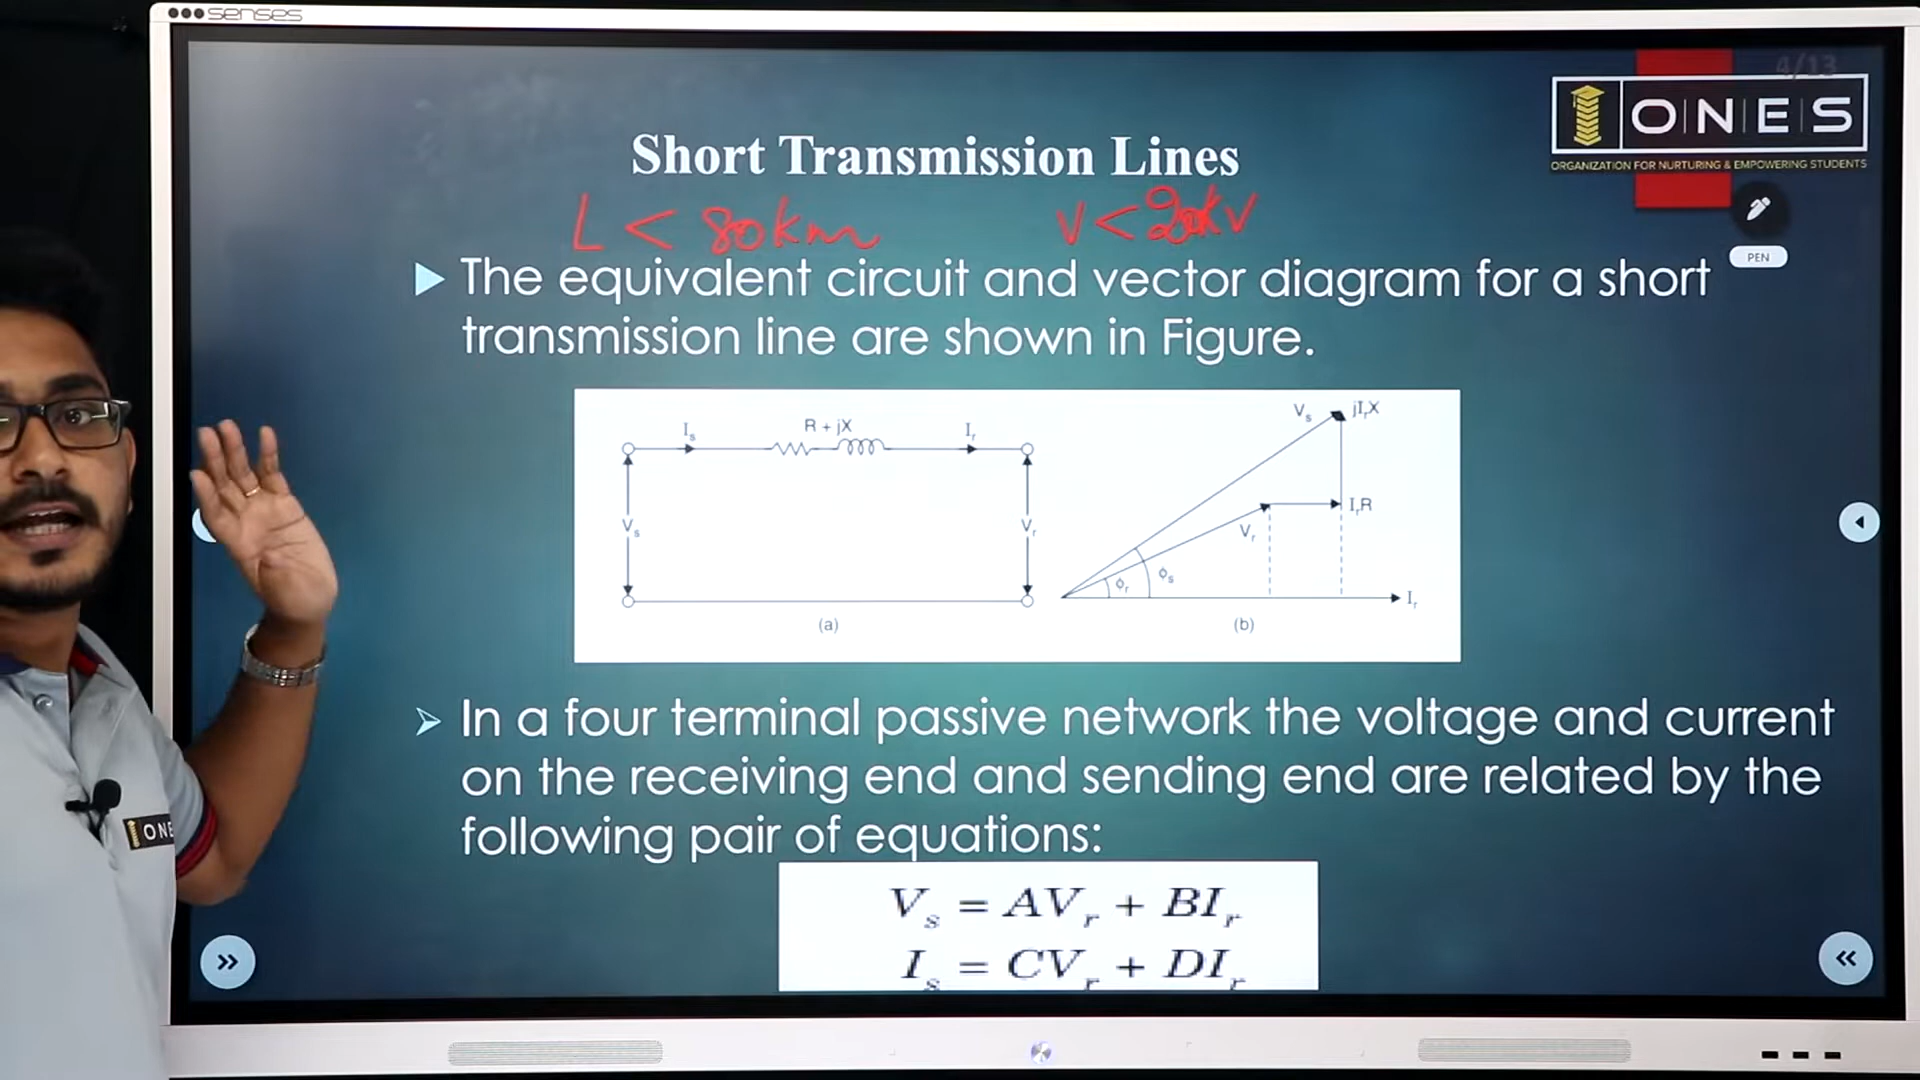 senses
4/13
ONES
ORGANIZATION FOR NURTURING & EMPOWERING STUDENTS
Short Transmission Lines
L < 80km V < 20kV
PEN
The equivalent circuit and vector diagram for a short
transmission line are shown in Figure.
I_s R + jX I_r
V_s V_r
(a)
V_s jI_rX
V_r I_rR
ϕ_r ϕ_s
I_r
(b)
In a four terminal passive network the voltage and current
on the receiving end and sending end are related by the
following pair of equations:
V_s = AV_r + BI_r
I_s = CV_r + DI_r
ONE